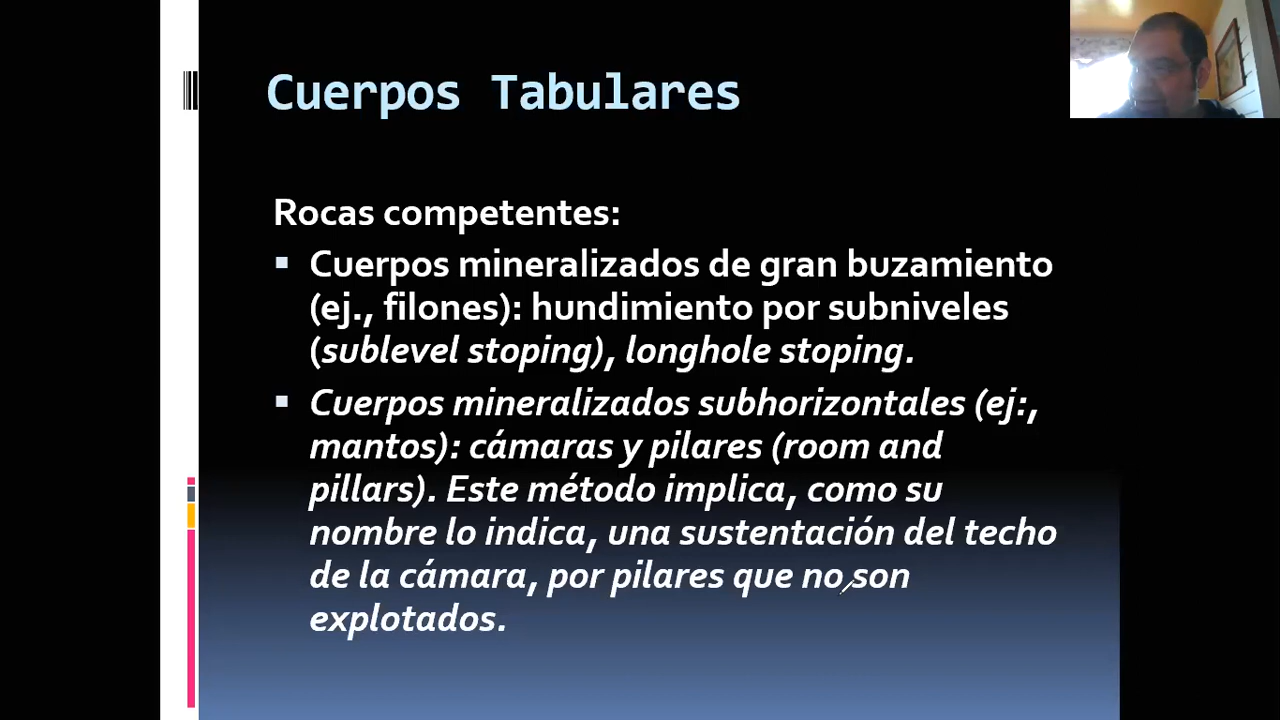 Cuerpos Tabulares
Rocas competentes:
Cuerpos mineralizados de gran buzamiento
(ej., filones): hundimiento por subniveles
(sublevel stoping), longhole stoping.
Cuerpos mineralizados subhorizontales (ej:,
mantos): cámaras y pilares (room and
pillars). Este método implica, como su
nombre lo indica, una sustentación del techo
de la cámara, por pilares que no son
explotados.